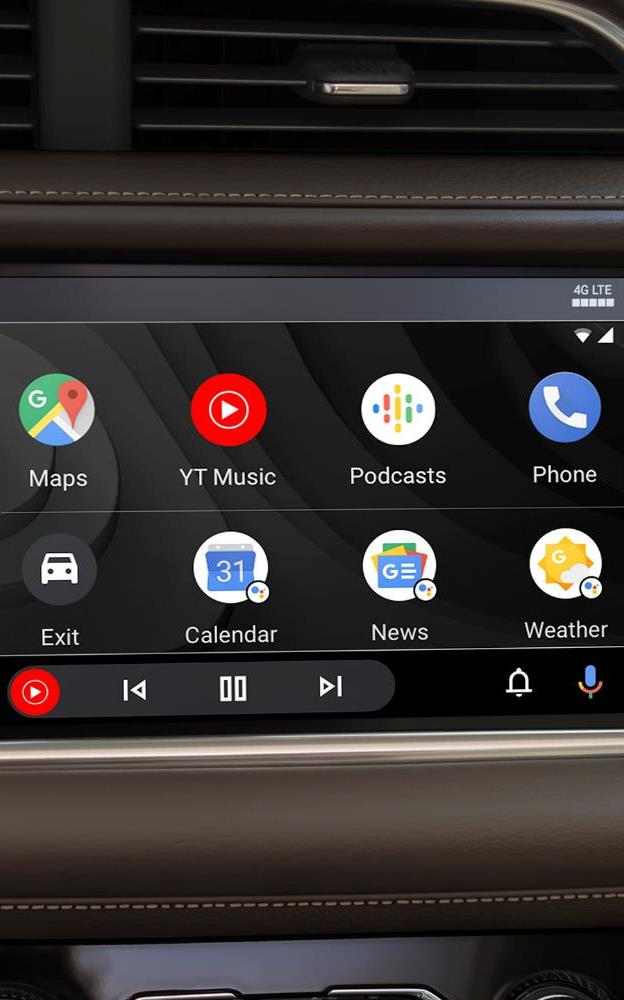 4G LTE
Maps
YT Music
Podcasts
Phone
31
Exit
Calendar
News
Weather